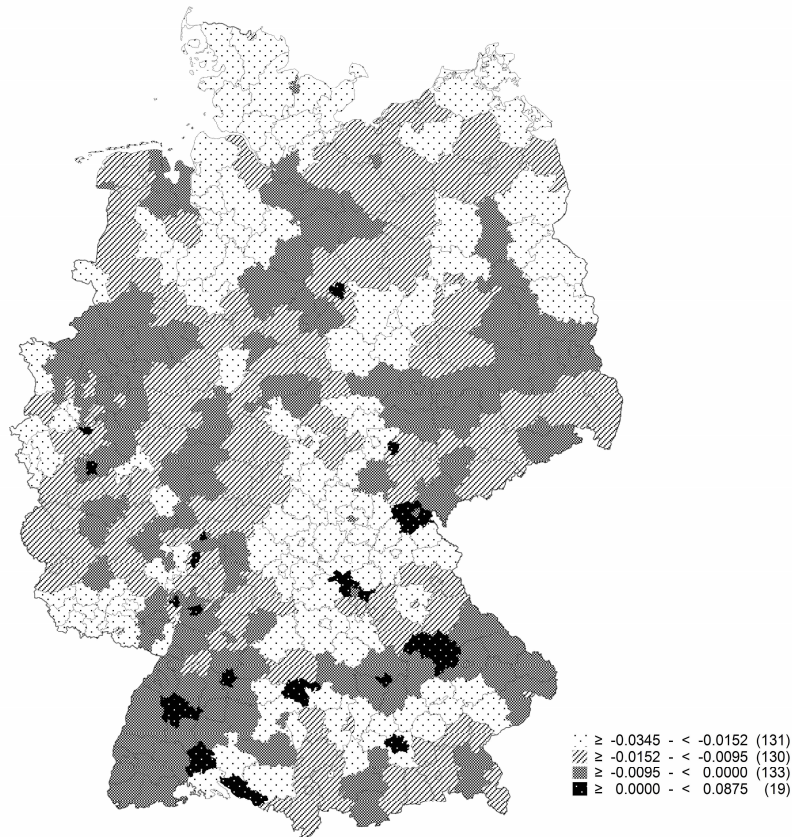 ≥ -0.0345 - < -0.0152 (131)
≥ -0.0152 - < -0.0095 (130)
≥ -0.0095 - < 0.0000 (133)
≥ 0.0000 - < 0.0875 (19)